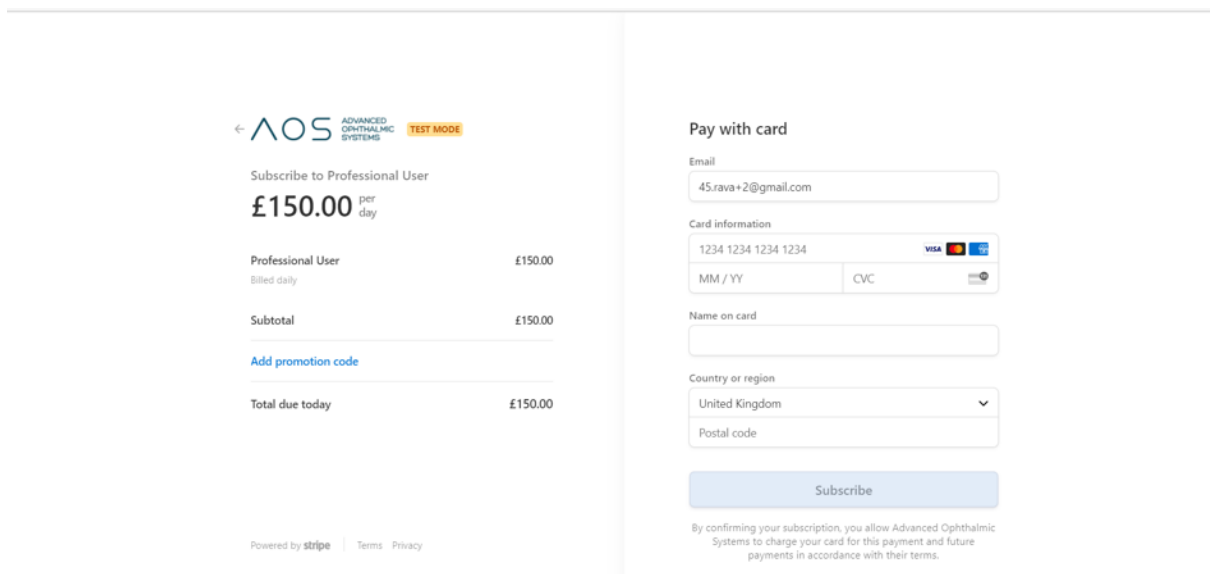 ← AOS ADVANCED OPHTHALMIC SYSTEMS TEST MODE
Subscribe to Professional User
£150.00 per day
Professional User £150.00
Billed daily
Subtotal £150.00
Add promotion code
Total due today £150.00
Powered by stripe Terms Privacy
Pay with card
Email
45.rava+2@gmail.com
Card information
1234 1234 1234 1234 VISA
MM / YY CVC
Name on card
Country or region
United Kingdom
Postal code
Subscribe
By confirming your subscription, you allow Advanced Ophthalmic
Systems to charge your card for this payment and future
payments in accordance with their terms.